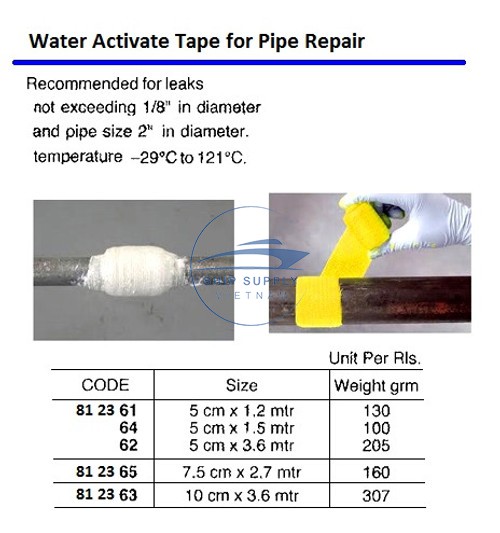 Water Activate Tape for Pipe Repair
Recommended for leaks
not exceeding 1/8" in diameter
and pipe size 2" in diameter.
temperature –29°C to 121°C.
SUPPLY
VIETNAM
Unit Per Rls.
CODE Size Weight grm
81 23 61 5 cm x 1.2 mtr 130
64 5 cm x 1.5 mtr 100
62 5 cm x 3.6 mtr 205
81 23 65 7.5 cm x 2.7 mtr 160
81 23 63 10 cm x 3.6 mtr 307